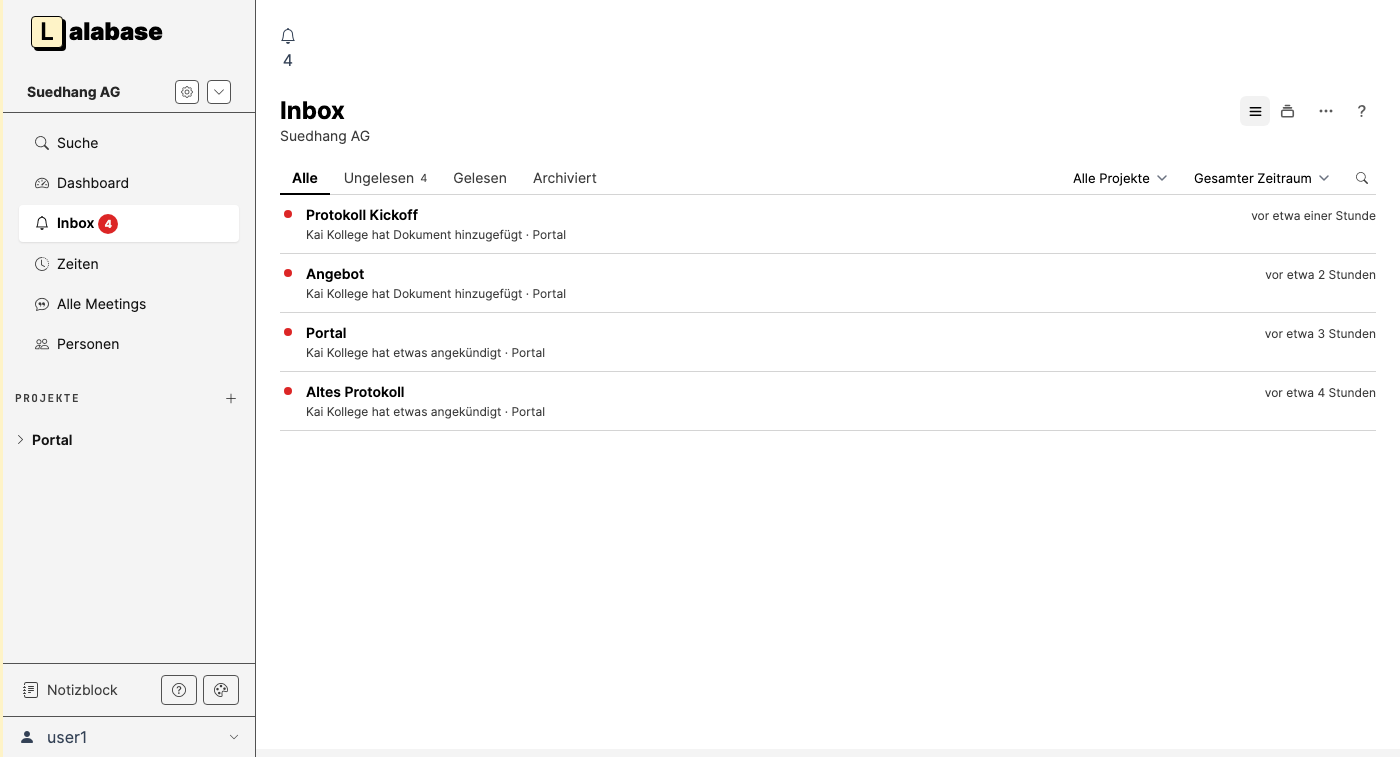 Lalabase
Suedhang AG
Suche
Dashboard
Inbox 4
Zeiten
Alle Meetings
Personen
PROJEKTE
Portal
Notizblock
user1
4
Inbox
Suedhang AG
?
Alle Ungelesen 4 Gelesen Archiviert Alle Projekte Gesamter Zeitraum
Protokoll Kickoff vor etwa einer Stunde
Kai Kollege hat Dokument hinzugefügt · Portal
Angebot vor etwa 2 Stunden
Kai Kollege hat Dokument hinzugefügt · Portal
Portal vor etwa 3 Stunden
Kai Kollege hat etwas angekündigt · Portal
Altes Protokoll vor etwa 4 Stunden
Kai Kollege hat etwas angekündigt · Portal